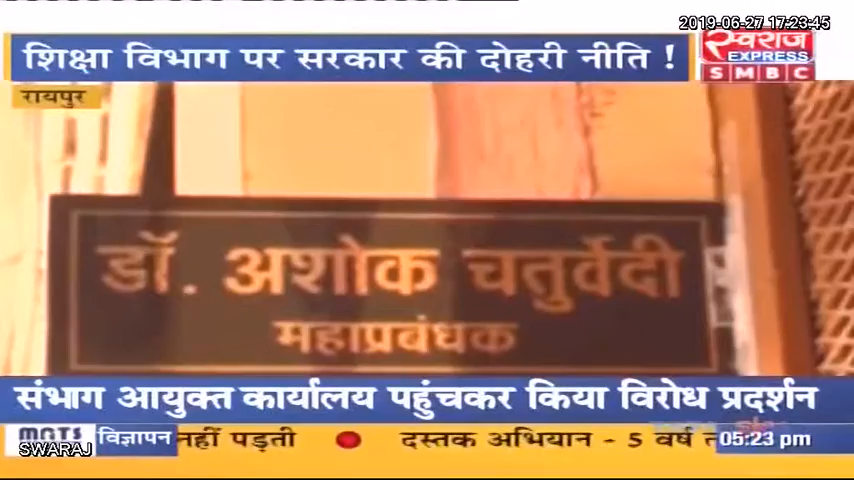 2019-06-27 17:23:45
शिक्षा विभाग पर सरकार की दोहरी नीति !
स्वराज
EXPRESS
SMBC
रायपुर
डॉ. अशोक चतुर्वेदी
महाप्रबंधक
संभाग आयुक्त कार्यालय पहुंचकर किया विरोध प्रदर्शन
विज्ञापन नहीं पड़ती दस्तक अभियान - 5 वर्ष 05:23 pm
SWARAJ